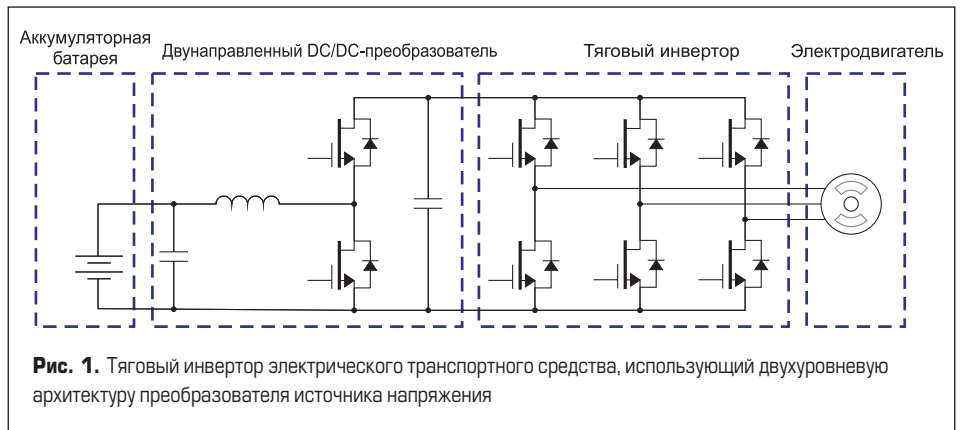 Аккумуляторная
батарея
Двунаправленный DC/DC-преобразователь
Тяговый инвертор
Электродвигатель
Рис. 1. Тяговый инвертор электрического транспортного средства, использующий двухуровневую
архитектуру преобразователя источника напряжения